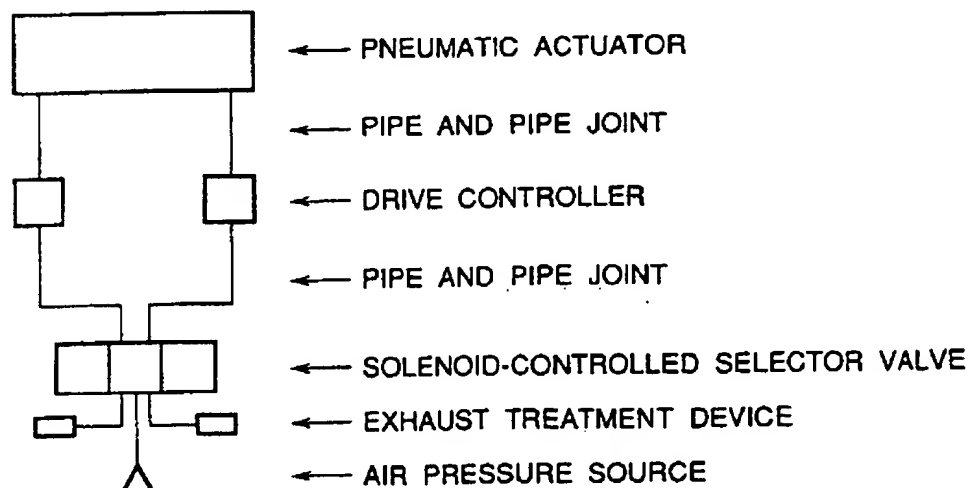 PNEUMATIC ACTUATOR
PIPE AND PIPE JOINT
DRIVE CONTROLLER
PIPE AND PIPE JOINT
SOLENOID-CONTROLLED SELECTOR VALVE
EXHAUST TREATMENT DEVICE
AIR PRESSURE SOURCE